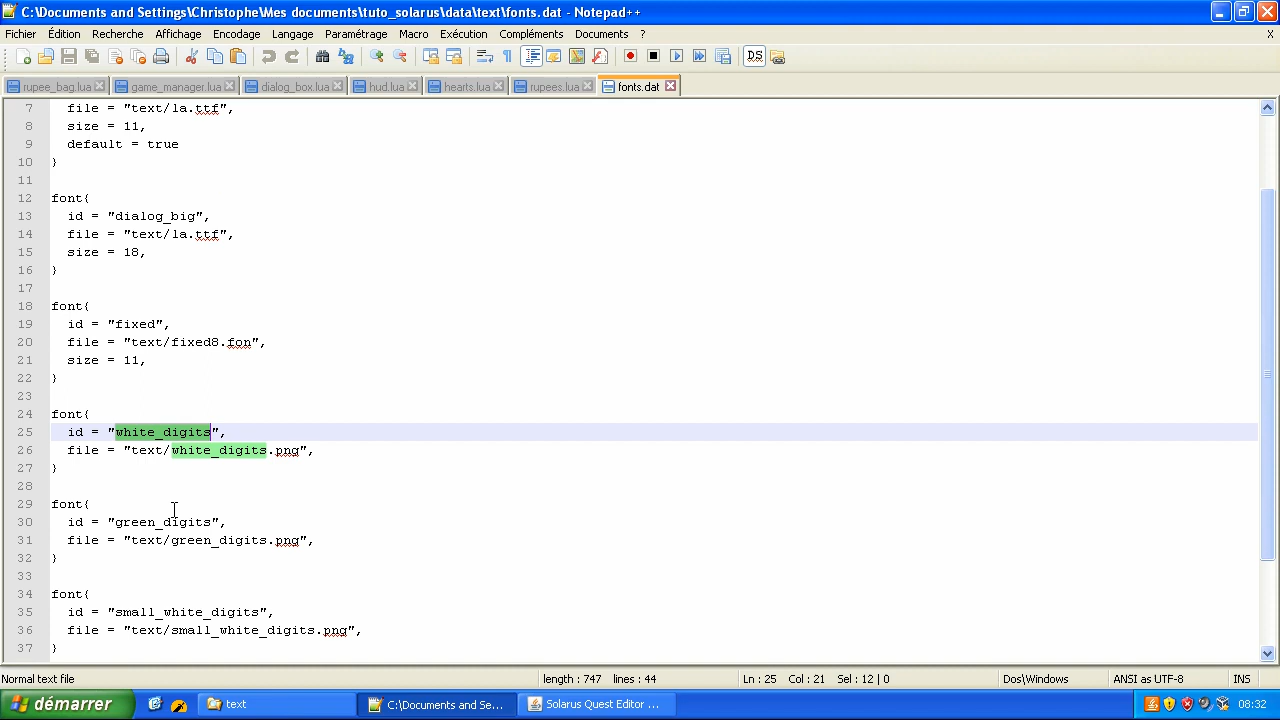 C:\Documents and Settings\Christophe\Mes documents\tuto_solarus\data\text\fonts.dat - Notepad++
Fichier Édition Recherche Affichage Encodage Langage Paramétrage Macro Exécution Compléments Documents ? X
rupee_bag.lua game_manager.lua dialog_box.lua hud.lua hearts.lua rupees.lua fonts.dat
7 file = "text/la.ttf",
8 size = 11,
9 default = true
10 }
11
12 font{
13 id = "dialog_big",
14 file = "text/la.ttf",
15 size = 18,
16 }
17
18 font{
19 id = "fixed",
20 file = "text/fixed8.fon",
21 size = 11,
22 }
23
24 font{
25 id = "white_digits",
26 file = "text/white_digits.png",
27 }
28
29 font{
30 id = "green_digits",
31 file = "text/green_digits.png",
32 }
33
34 font{
35 id = "small_white_digits",
36 file = "text/small_white_digits.png",
37 }
Normal text file length : 747 lines : 44 Ln : 25 Col : 21 Sel : 12 | 0 Dos\Windows ANSI as UTF-8 INS
démarrer text C:\Documents and Se... Solarus Quest Editor ... 08:32